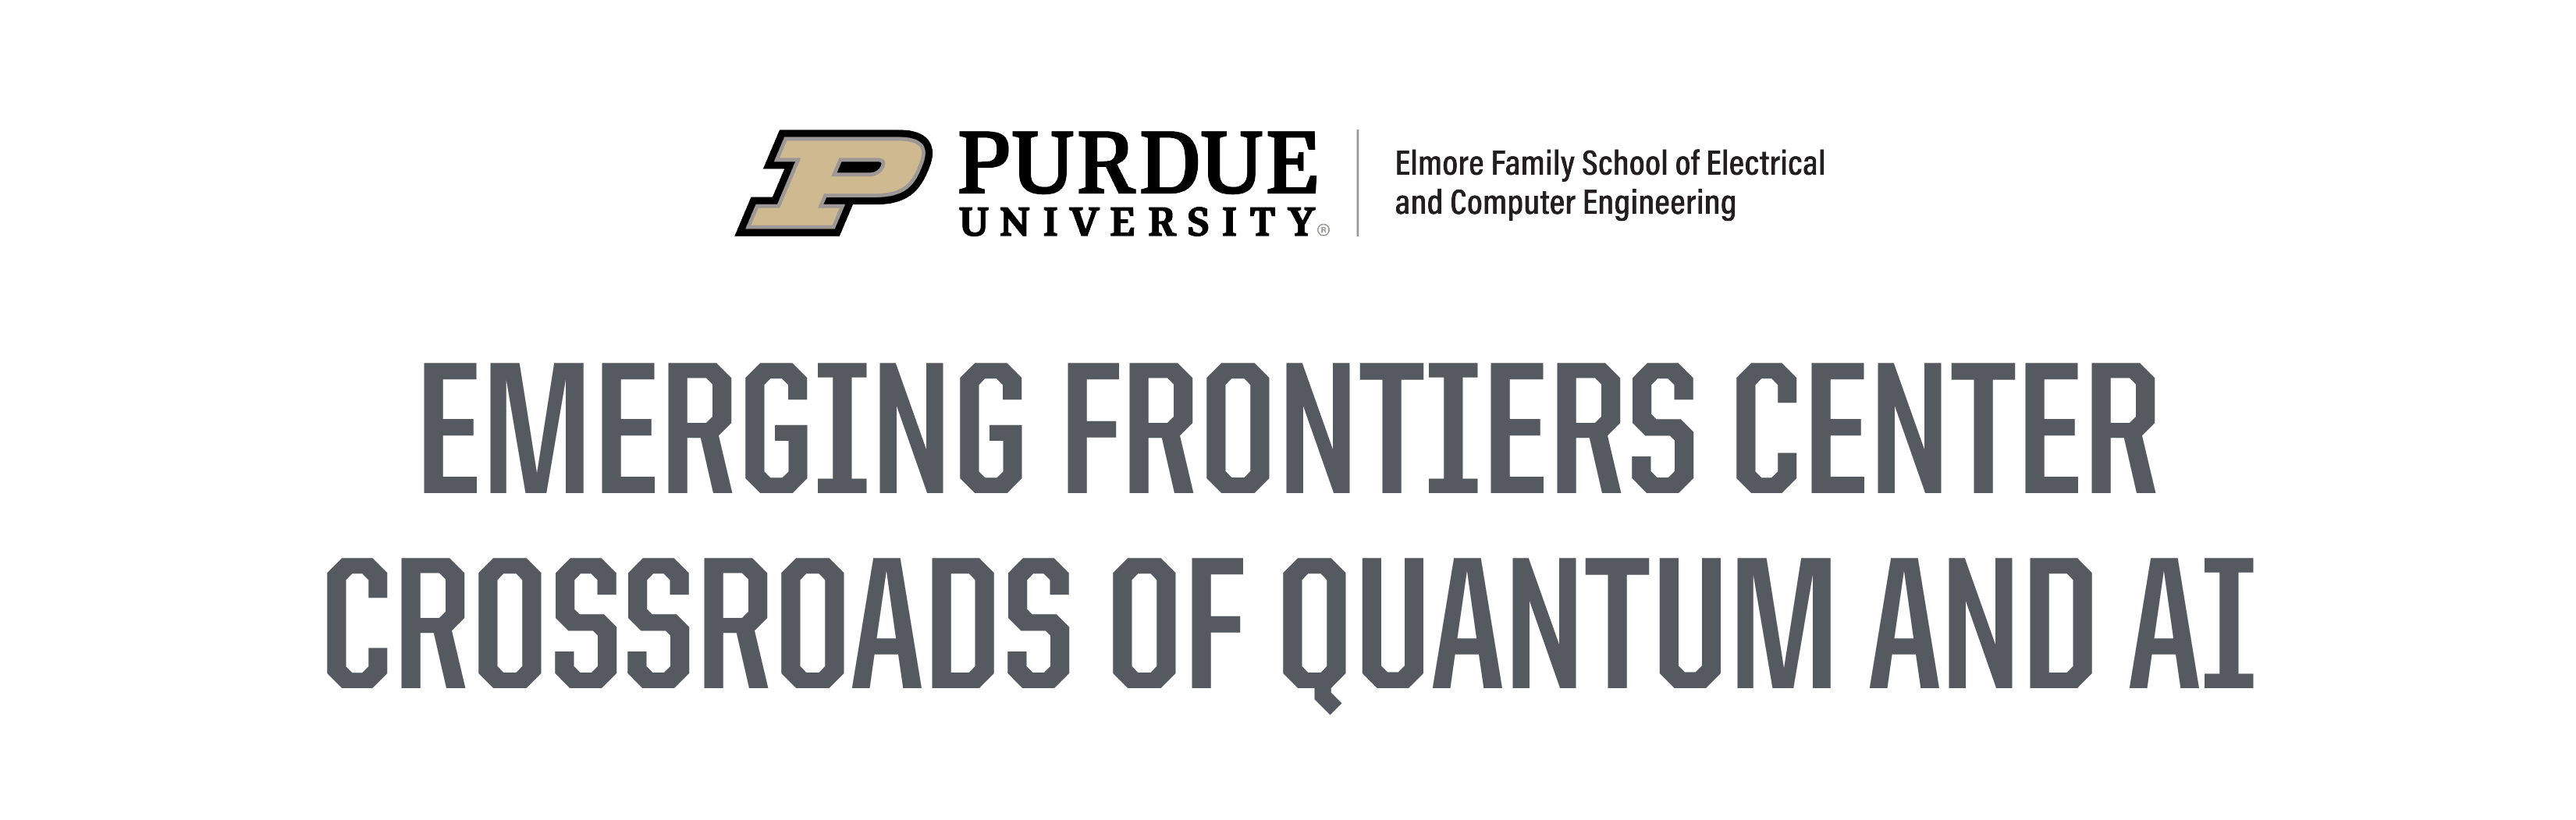 P PURDUE
UNIVERSITY®
Elmore Family School of Electrical
and Computer Engineering
EMERGING FRONTIERS CENTER
CROSSROADS OF QUANTUM AND AI